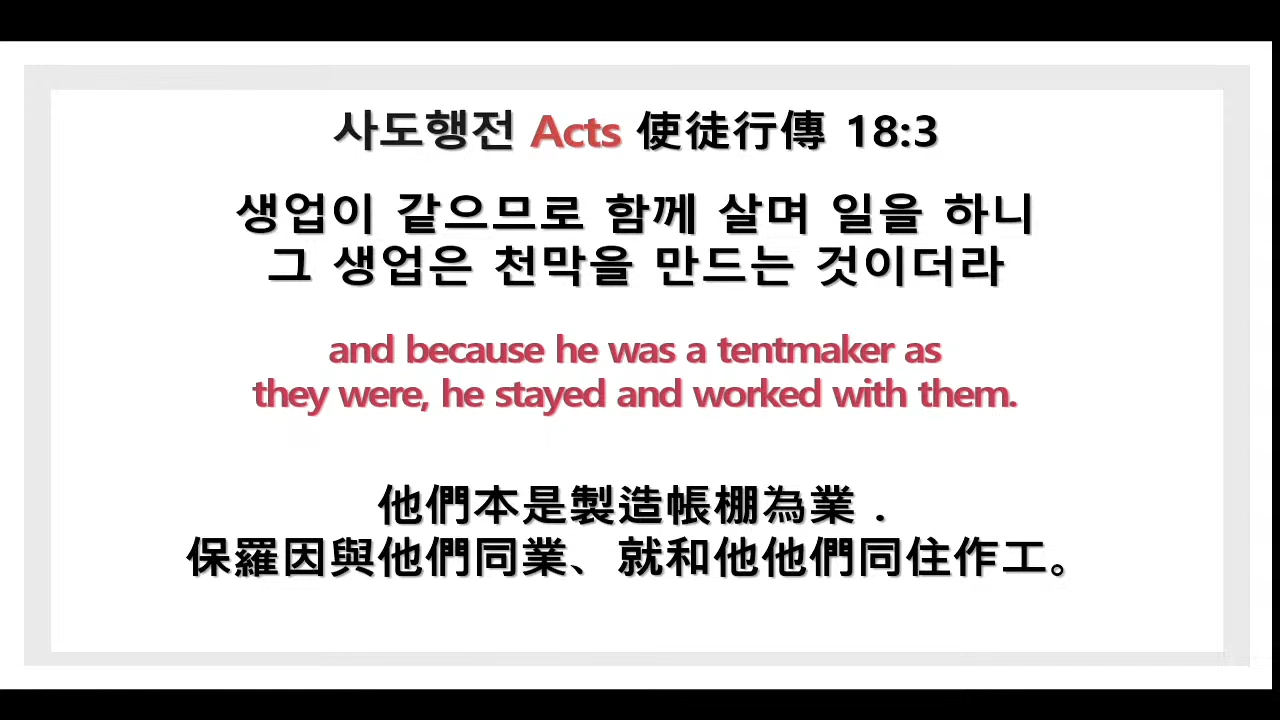 사도행전 Acts 使徒行傳 18:3
생업이 같으므로 함께 살며 일을 하니
그 생업은 천막을 만드는 것이더라
and because he was a tentmaker as
they were, he stayed and worked with them.
他們本是製造帳棚為業 .
保羅因與他們同業、就和他他們同住作工。